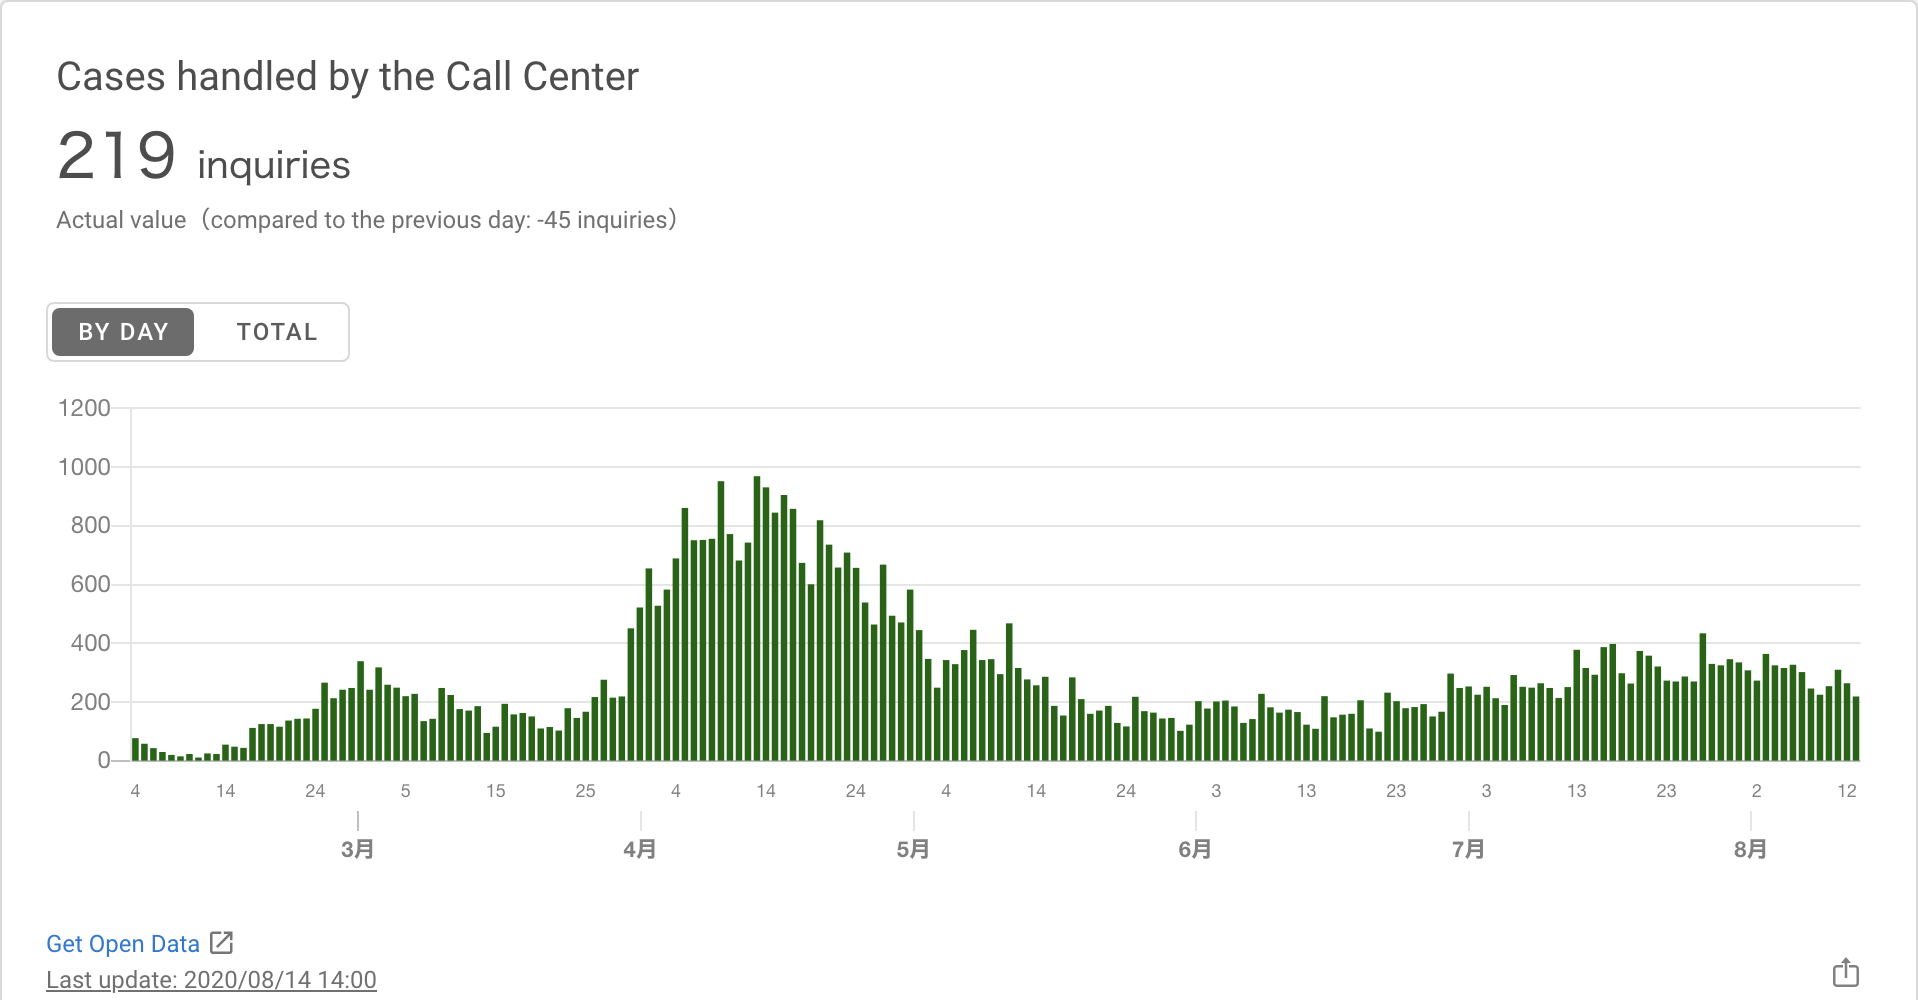 Cases handled by the Call Center
219 inquiries
Actual value（compared to the previous day: -45 inquiries）
BY DAY TOTAL
1200
1000
800
600
400
200
0
4 14 24 5 15 25 4 14 24 4 14 24 3 13 23 3 13 23 2 12
3月 4月 5月 6月 7月 8月
Get Open Data
Last update: 2020/08/14 14:00